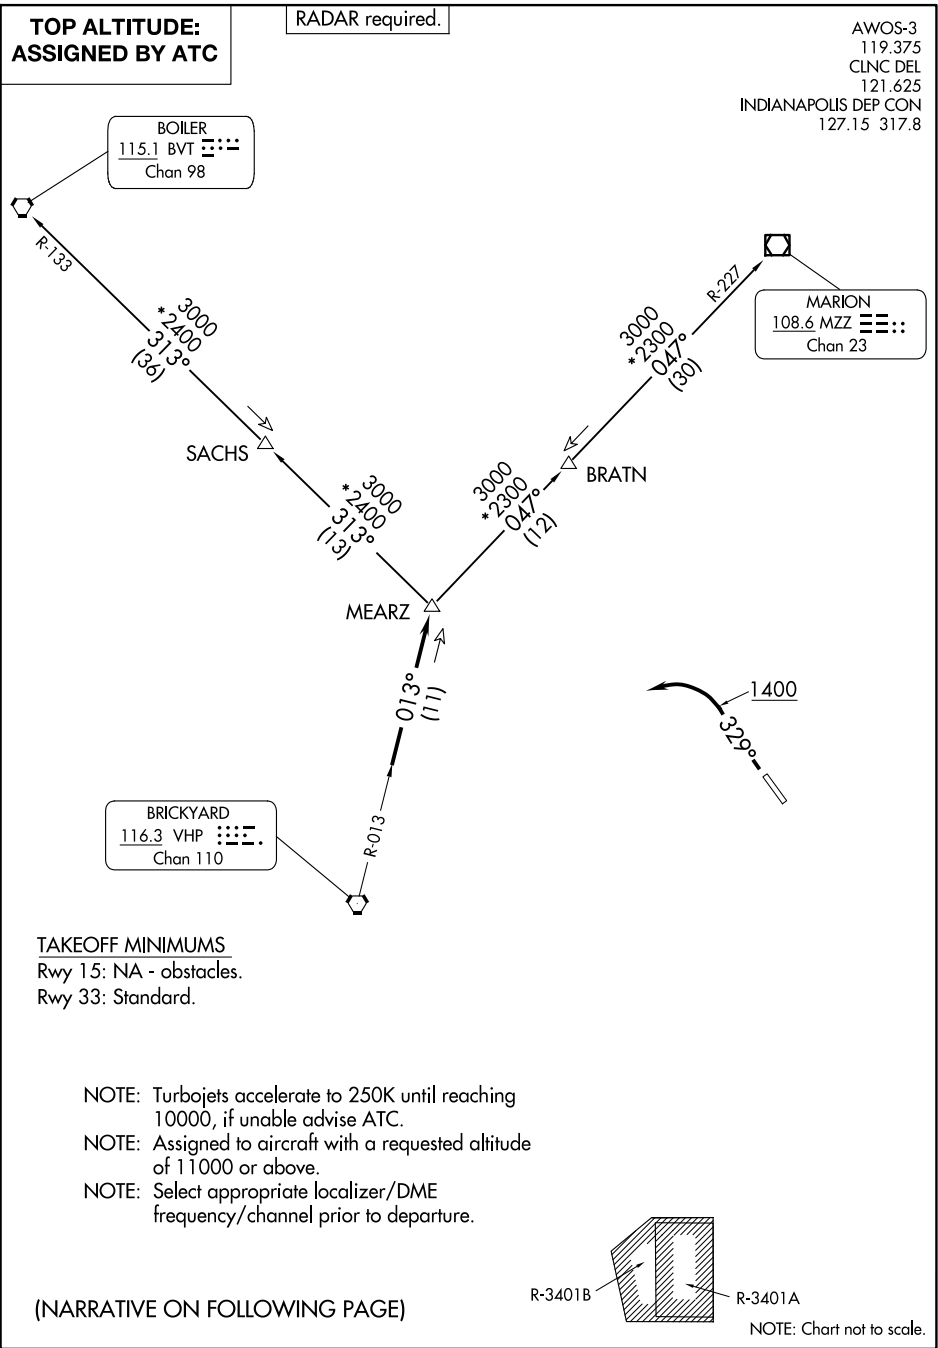 TOP ALTITUDE:
ASSIGNED BY ATC
RADAR required.
AWOS-3
119.375
CLNC DEL
121.625
INDIANAPOLIS DEP CON
127.15 317.8
BOILER
115.1 BVT
Chan 98
R-133
3000
*2400
313°
(36)
SACHS
3000
*2400
313°
(13)
MARION
108.6 MZZ
Chan 23
R-227
3000
*2300
047°
(30)
BRATN
3000
*2300
047°
(12)
MEARZ
013°
(11)
R-013
1400
329°
BRICKYARD
116.3 VHP
Chan 110
TAKEOFF MINIMUMS
Rwy 15: NA - obstacles.
Rwy 33: Standard.
NOTE: Turbojets accelerate to 250K until reaching
10000, if unable advise ATC.
NOTE: Assigned to aircraft with a requested altitude
of 11000 or above.
NOTE: Select appropriate localizer/DME
frequency/channel prior to departure.
R-3401B
R-3401A
(NARRATIVE ON FOLLOWING PAGE)
NOTE: Chart not to scale.